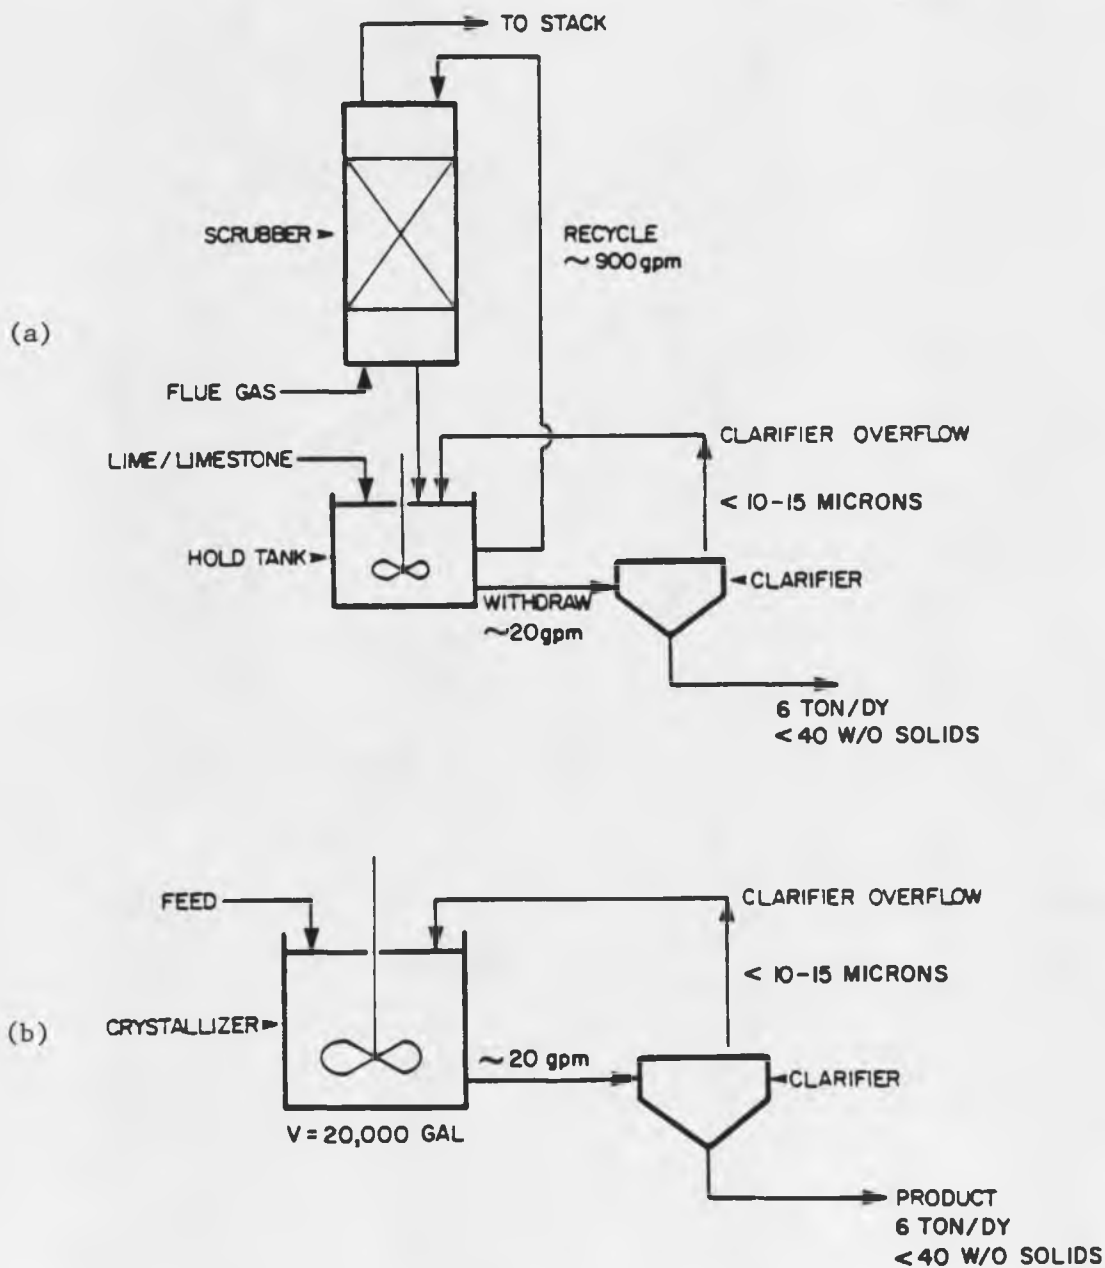 TO STACK
SCRUBBER
RECYCLE
~ 900 gpm
(a)
FLUE GAS
CLARIFIER OVERFLOW
LIME/LIMESTONE
< 10-15 MICRONS
HOLD TANK
CLARIFIER
WITHDRAW
~20gpm
6 TON/DY
<40 W/O SOLIDS
FEED
CLARIFIER OVERFLOW
< 10-15 MICRONS
(b)
CRYSTALLIZER
~ 20 gpm
CLARIFIER
V = 20,000 GAL
PRODUCT
6 TON/DY
<40 W/O SOLIDS